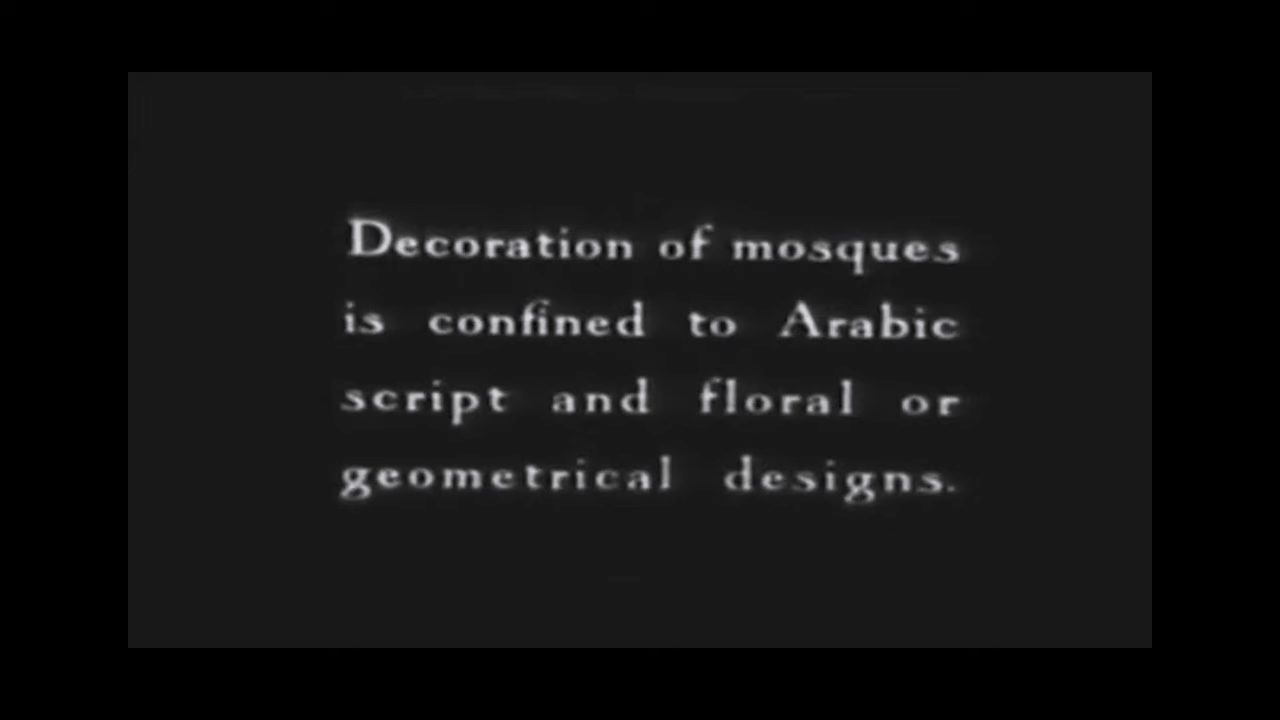 Decoration of mosques
is confined to Arabic
script and floral or
geometrical designs.